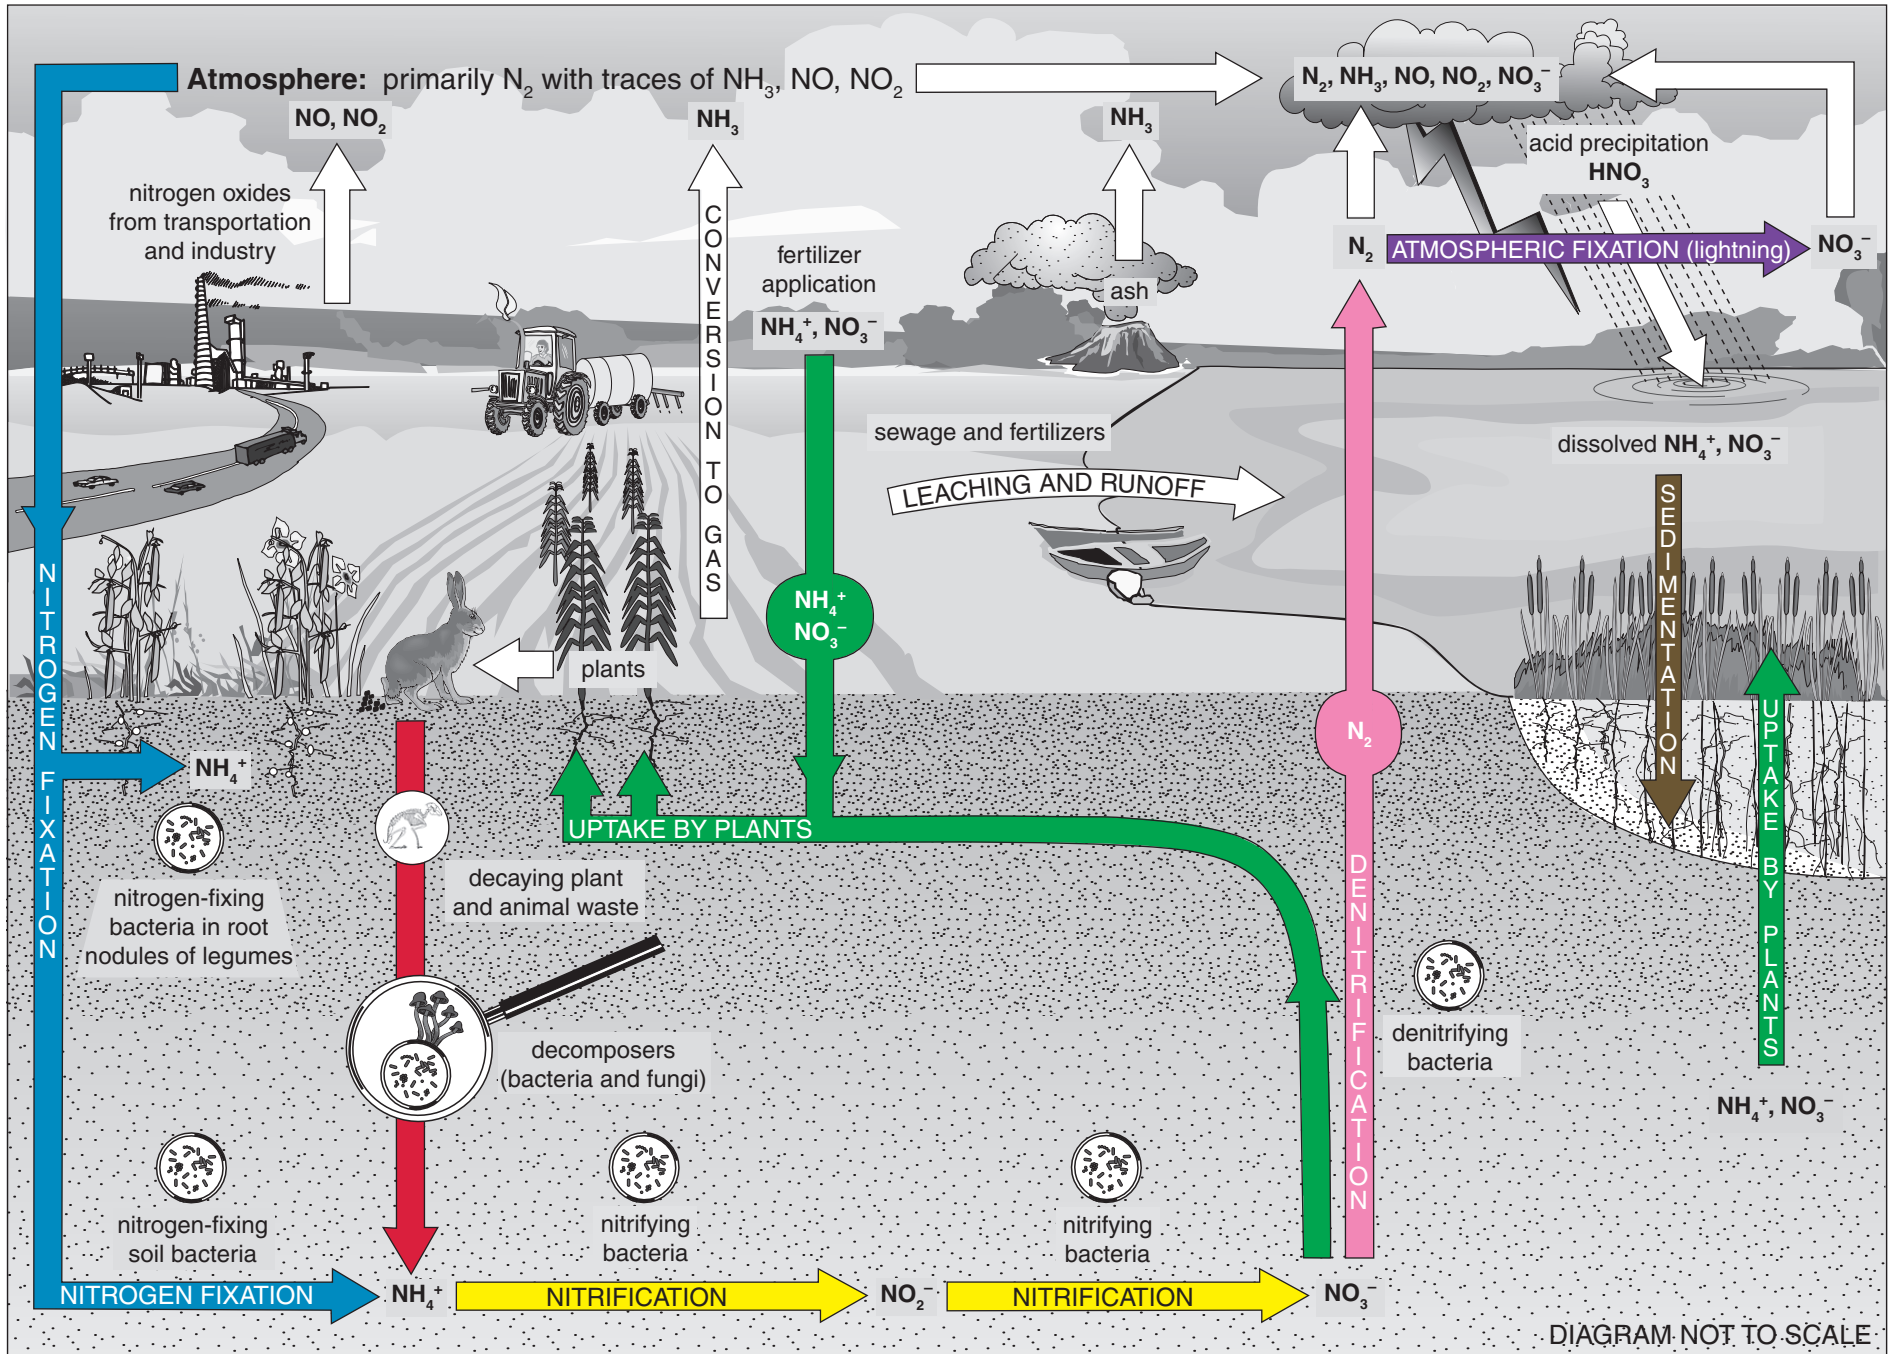 Atmosphere: primarily N₂ with traces of NH₃, NO, NO₂
N₂, NH₃, NO, NO₂, NO₃⁻
NO, NO₂
NH₃
NH₃
acid precipitation
HNO₃
nitrogen oxides
from transportation
and industry
CONVERSION TO GAS
fertilizer
application
NH₄⁺, NO₃⁻
ash
N₂
ATMOSPHERIC FIXATION (lightning)
NO₃⁻
sewage and fertilizers
LEACHING AND RUNOFF
dissolved NH₄⁺, NO₃⁻
SEDIMENTATION
NITROGEN FIXATION
NH₄⁺
NO₃⁻
plants
N₂
UPTAKE BY PLANTS
NH₄⁺
UPTAKE BY PLANTS
nitrogen-fixing
bacteria in root
nodules of legumes
decaying plant
and animal waste
DENITRIFICATION
denitrifying
bacteria
decomposers
(bacteria and fungi)
NH₄⁺, NO₃⁻
nitrogen-fixing
soil bacteria
nitrifying
bacteria
nitrifying
bacteria
NITROGEN FIXATION
NH₄⁺
NITRIFICATION
NO₂⁻
NITRIFICATION
NO₃⁻
DIAGRAM NOT TO SCALE